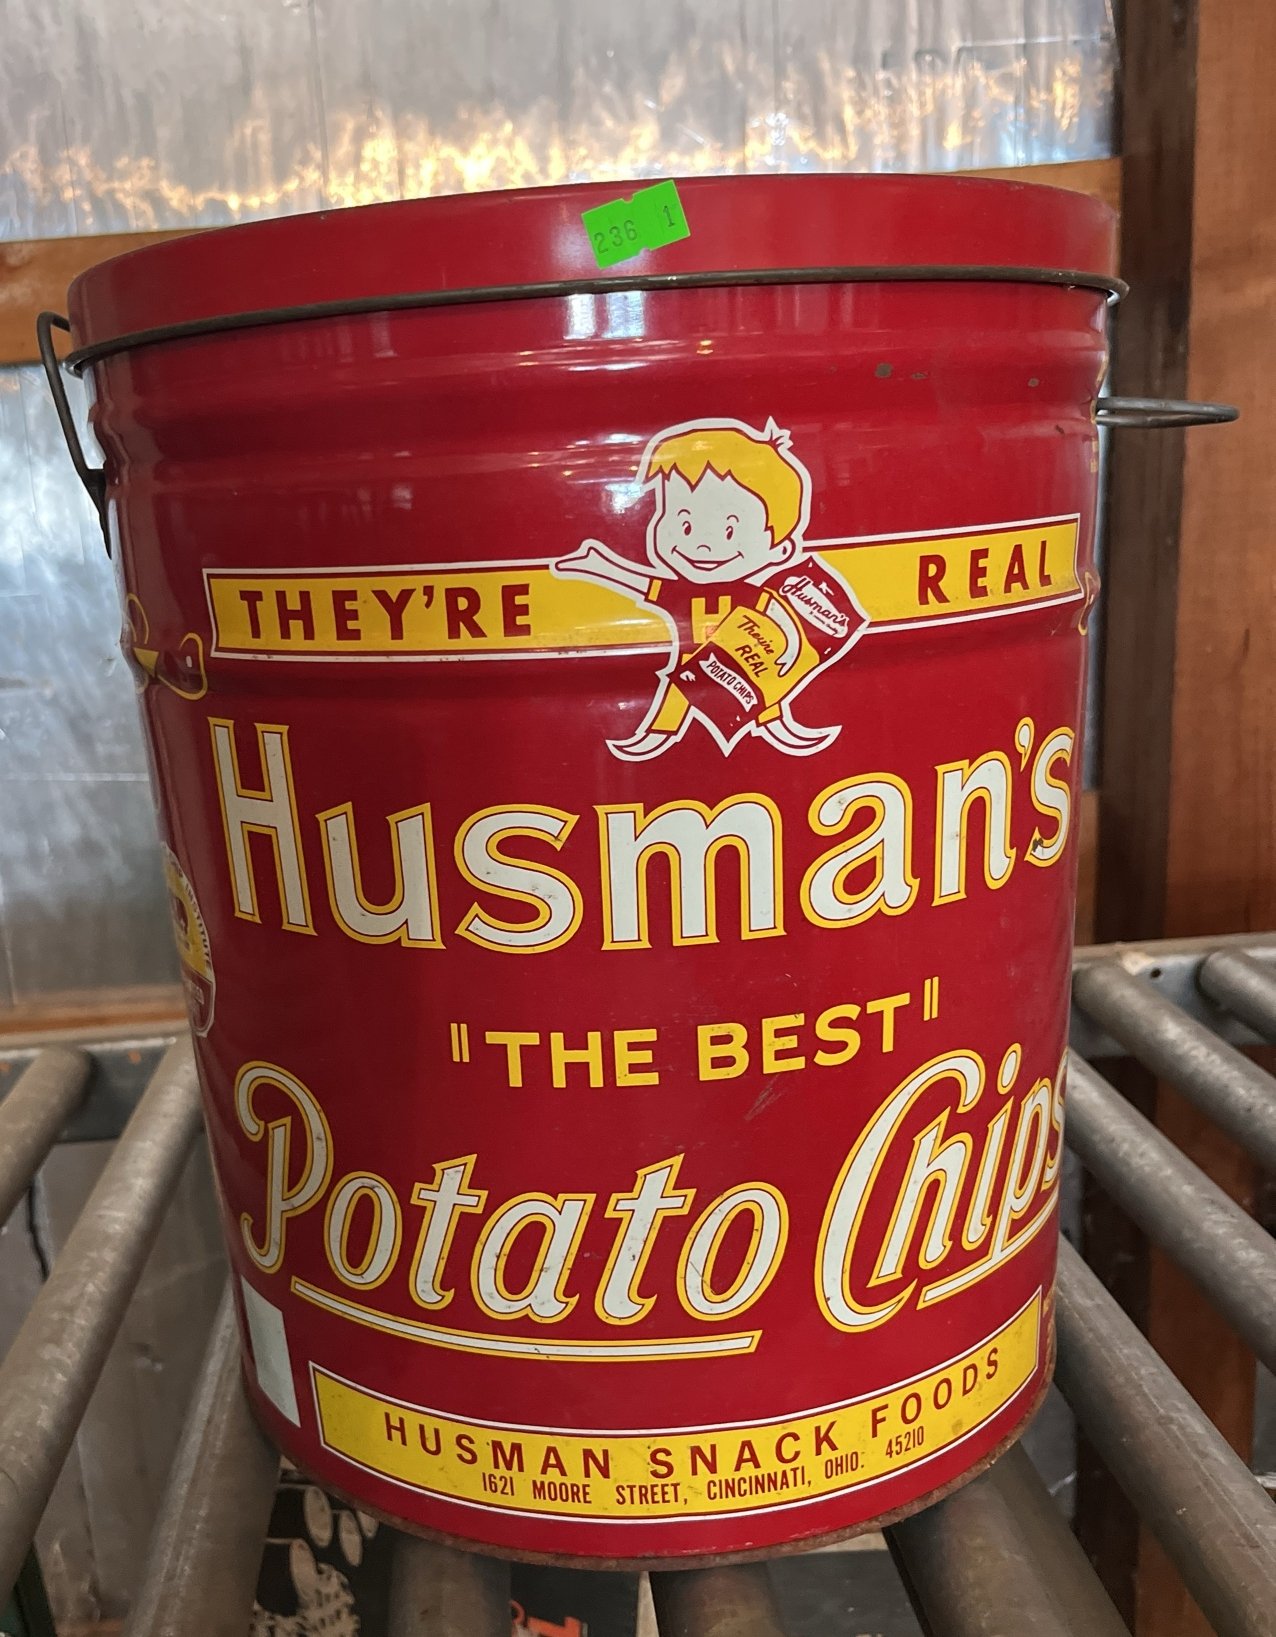 236 1
THEY'RE REAL
H
Husman's
They're
REAL
POTATO CHIPS
Husman's
"THE BEST"
Potato Chips
HUSMAN SNACK FOODS
1621 MOORE STREET, CINCINNATI, OHIO. 45210